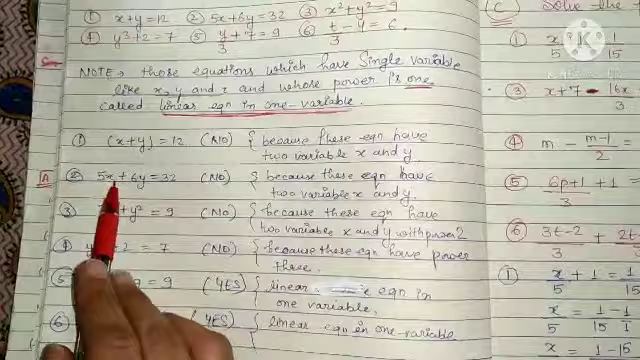 ① x+y=12 ② 5x+6y=32 ③ x²+y²=9
④ y³+2=7 ⑤ y/3+7=9 ⑥ t/3-y=6
NOTE → those equations which have Single variable
like x, y and z and whose power is one
called linear eqn in one-variable.
① (x+y)=12 (NO) { because these eqn have
two variable x and y.
② 5x+6y=32 (NO) { because these eqn have
two variable x and y.
③ +y²=9 (NO) { because these eqn have
two variable x and y with power 2
④ 2=7 (NO) { because these eqn have power
three.
⑤ =9 (YES) { linear eqn in
one variable,
⑥ (YES) { linear eqn in one-variable
(C) Solve the
① x/5 1/15
③ x+7-16x/3
④ m-m-1/2=
⑤ 6p+1/3+1=
⑥ 3t-2/3+2t
① x/5+1=1/15
x/5=1-1/15 1
x/5=1-15
KI